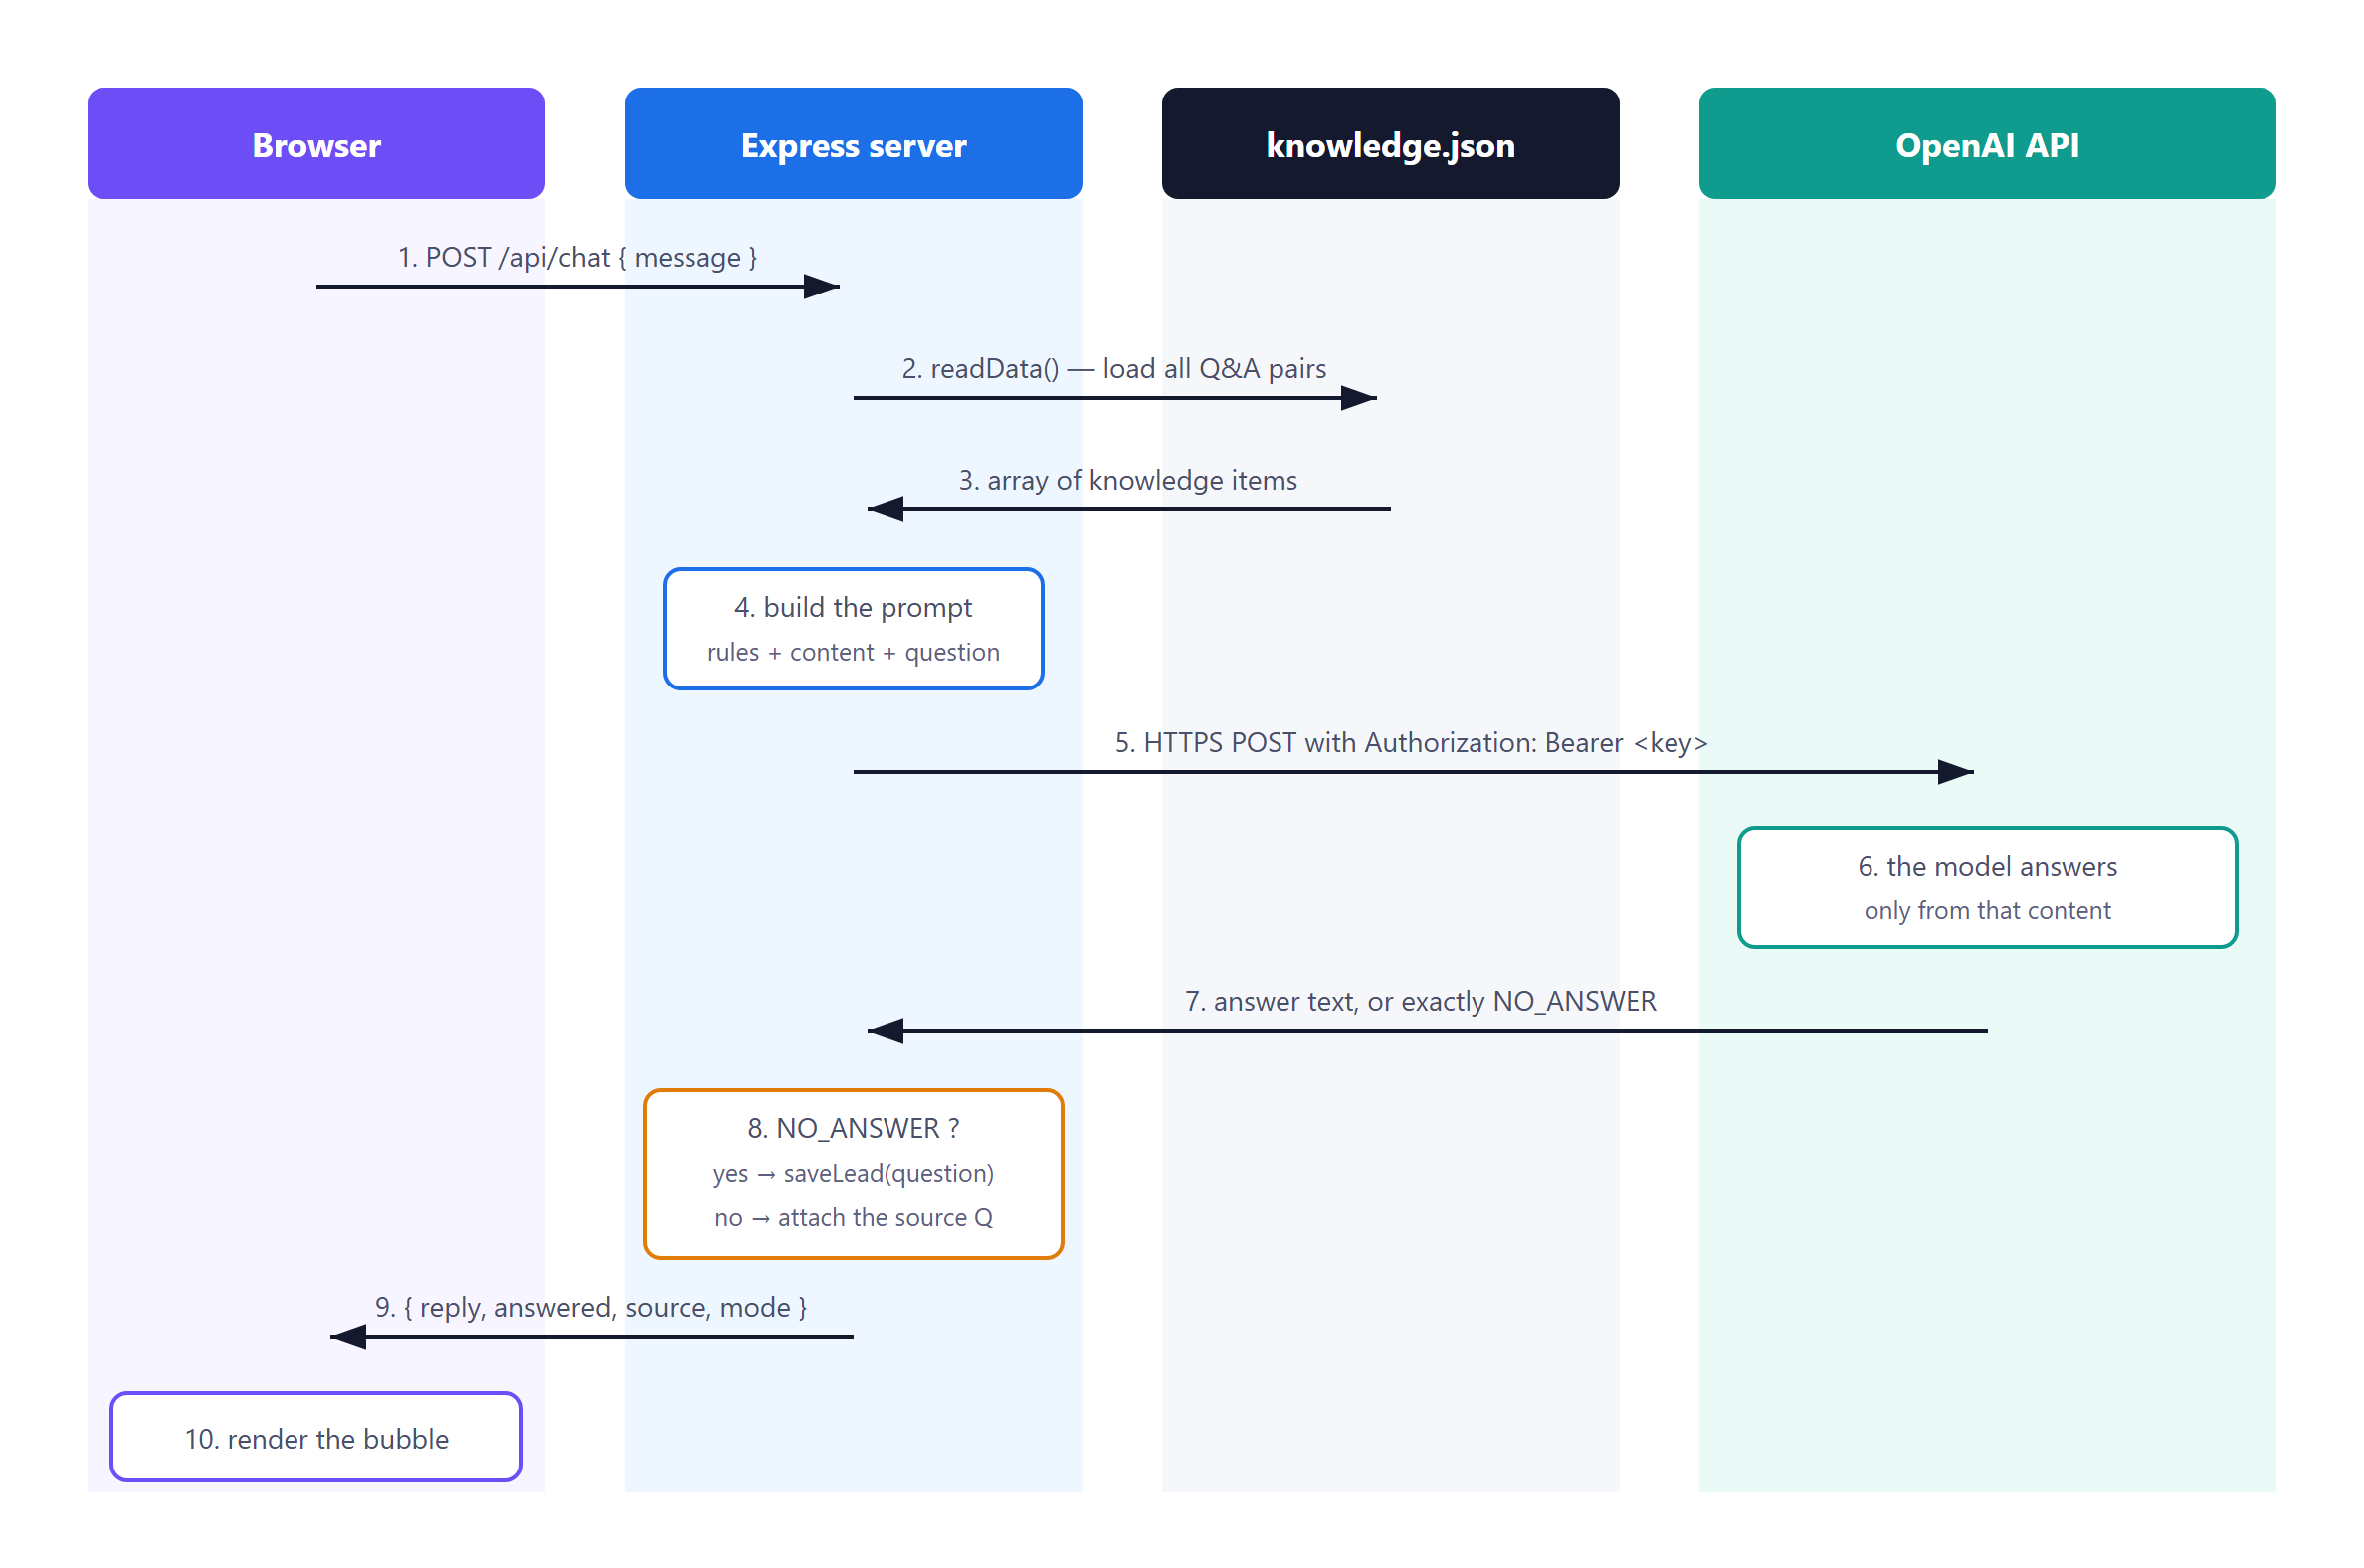 Browser
Express server
knowledge.json
OpenAI API
1. POST /api/chat { message }
2. readData() — load all Q&A pairs
3. array of knowledge items
4. build the prompt
rules + content + question
5. HTTPS POST with Authorization: Bearer <key>
6. the model answers
only from that content
7. answer text, or exactly NO_ANSWER
8. NO_ANSWER ?
yes → saveLead(question)
no → attach the source Q
9. { reply, answered, source, mode }
10. render the bubble